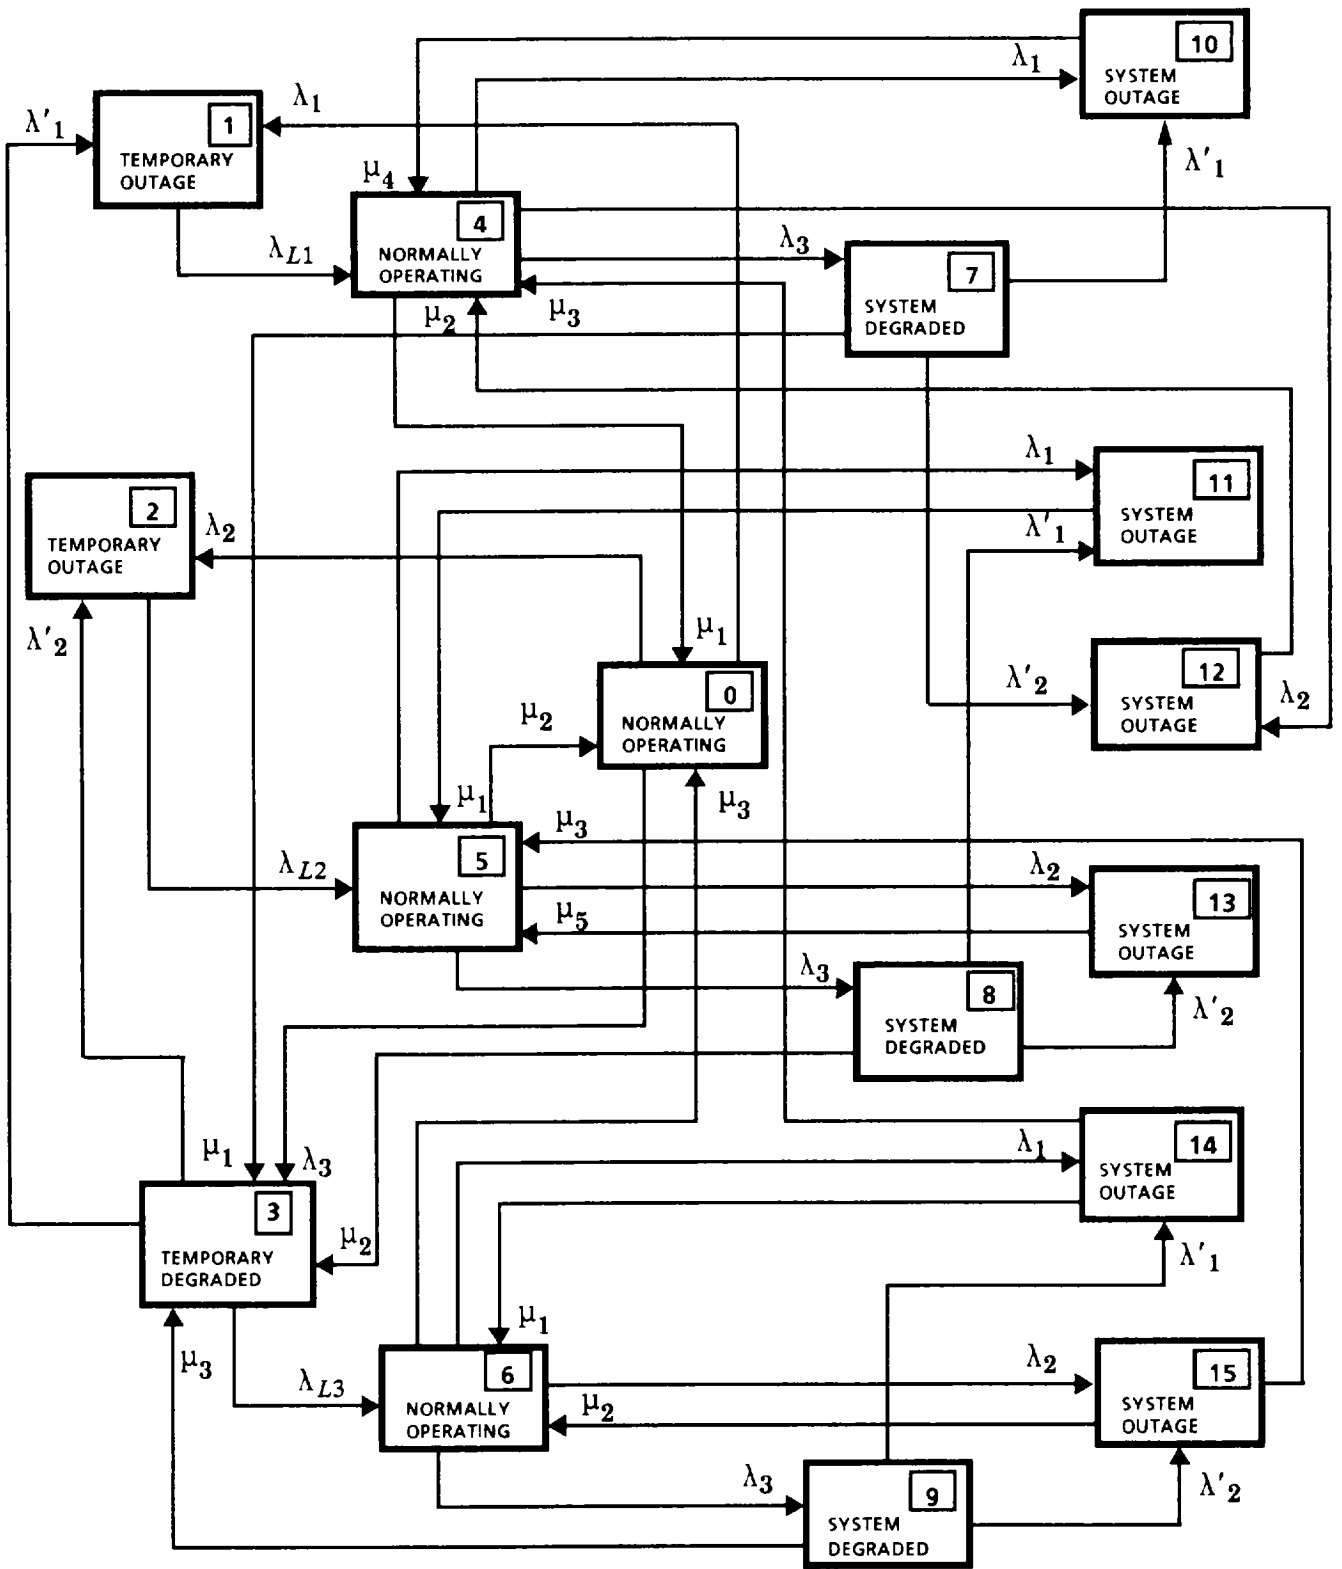 10
SYSTEM
OUTAGE
λ1
λ'1
λ1
1
TEMPORARY
OUTAGE
λ'1
μ4
4
NORMALLY
OPERATING
λL1
λ3
7
SYSTEM
DEGRADED
μ2
μ3
λ1
11
SYSTEM
OUTAGE
λ'1
2
TEMPORARY
OUTAGE
λ2
λ'2
μ1
0
NORMALLY
OPERATING
λ'2
12
SYSTEM
OUTAGE
λ2
μ2
μ1
μ3
μ3
5
NORMALLY
OPERATING
λL2
λ2
13
SYSTEM
OUTAGE
μ5
λ3
8
SYSTEM
DEGRADED
λ'2
μ1
λ3
λ1
14
SYSTEM
OUTAGE
3
TEMPORARY
DEGRADED
μ2
λ'1
μ1
μ3
λL3
6
NORMALLY
OPERATING
λ2
μ2
15
SYSTEM
OUTAGE
λ3
9
SYSTEM
DEGRADED
λ'2